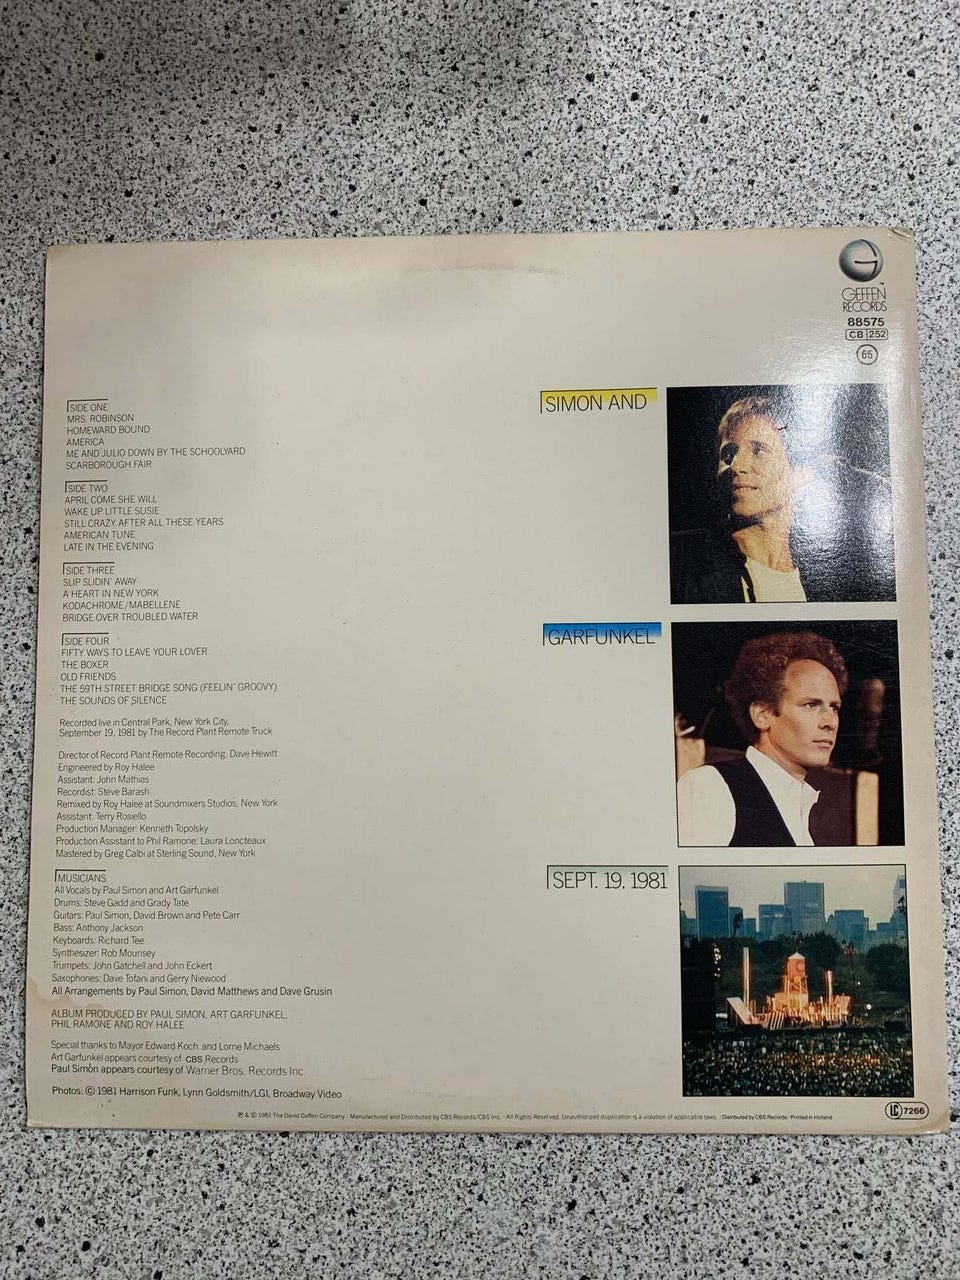 GEFFEN
RECORDS
88575
CB 252
65
SIDE ONE
MRS. ROBINSON
HOMEWARD BOUND
AMERICA
ME AND JULIO DOWN BY THE SCHOOLYARD
SCARBOROUGH FAIR
SIDE TWO
APRIL COME SHE WILL
WAKE UP LITTLE SUSIE
STILL CRAZY AFTER ALL THESE YEARS
AMERICAN TUNE
LATE IN THE EVENING
SIDE THREE
SLIP SLIDIN' AWAY
A HEART IN NEW YORK
KODACHROME/MABELLENE
BRIDGE OVER TROUBLED WATER
SIDE FOUR
FIFTY WAYS TO LEAVE YOUR LOVER
THE BOXER
OLD FRIENDS
THE 59TH STREET BRIDGE SONG (FEELIN' GROOVY)
THE SOUNDS OF SILENCE
Recorded live in Central Park, New York City,
September 19, 1981 by The Record Plant Remote Truck
Director of Record Plant Remote Recording: Dave Hewitt
Engineered by Roy Halee
Assistant: John Mathias
Recordist: Steve Barash
Remixed by Roy Halee at Soundmixers Studios, New York
Assistant: Terry Rosiello
Production Manager: Kenneth Topolsky
Production Assistant to Phil Ramone: Laura Loncteaux
Mastered by Greg Calbi at Sterling Sound, New York
MUSICIANS
All Vocals by Paul Simon and Art Garfunkel
Drums: Steve Gadd and Grady Tate
Guitars: Paul Simon, David Brown and Pete Carr
Bass: Anthony Jackson
Keyboards: Richard Tee
Synthesizer: Rob Mounsey
Trumpets: John Gatchell and John Eckert
Saxophones: Dave Tofani and Gerry Niewood
All Arrangements by Paul Simon, David Matthews and Dave Grusin
ALBUM PRODUCED BY PAUL SIMON, ART GARFUNKEL,
PHIL RAMONE AND ROY HALEE
Special thanks to Mayor Edward Koch and Lorne Michaels
Art Garfunkel appears courtesy of CBS Records
Paul Simon appears courtesy of Warner Bros. Records Inc.
Photos: © 1981 Harrison Funk, Lynn Goldsmith/LGI, Broadway Video
SIMON AND
GARFUNKEL
SEPT. 19, 1981
℗ & © 1982 The David Geffen Company / Manufactured and Distributed by CBS Records/CBS Inc. · All Rights Reserved. Unauthorized duplication is a violation of applicable laws. / Distributed by CBS Records · Printed in Holland
LC 7266